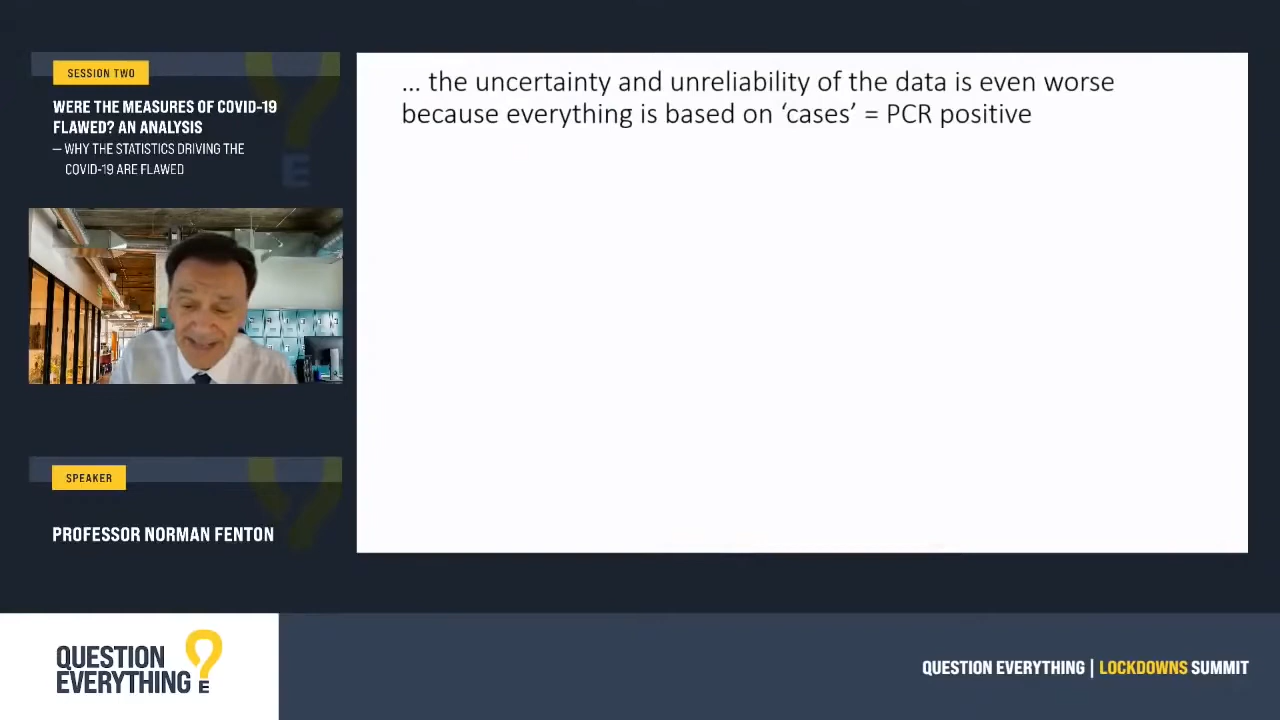 SESSION TWO
WERE THE MEASURES OF COVID-19
FLAWED? AN ANALYSIS
– WHY THE STATISTICS DRIVING THE
COVID-19 ARE FLAWED
... the uncertainty and unreliability of the data is even worse
because everything is based on ‘cases’ = PCR positive
SPEAKER
PROFESSOR NORMAN FENTON
QUESTION
EVERYTHING
E
QUESTION EVERYTHING | LOCKDOWNS SUMMIT